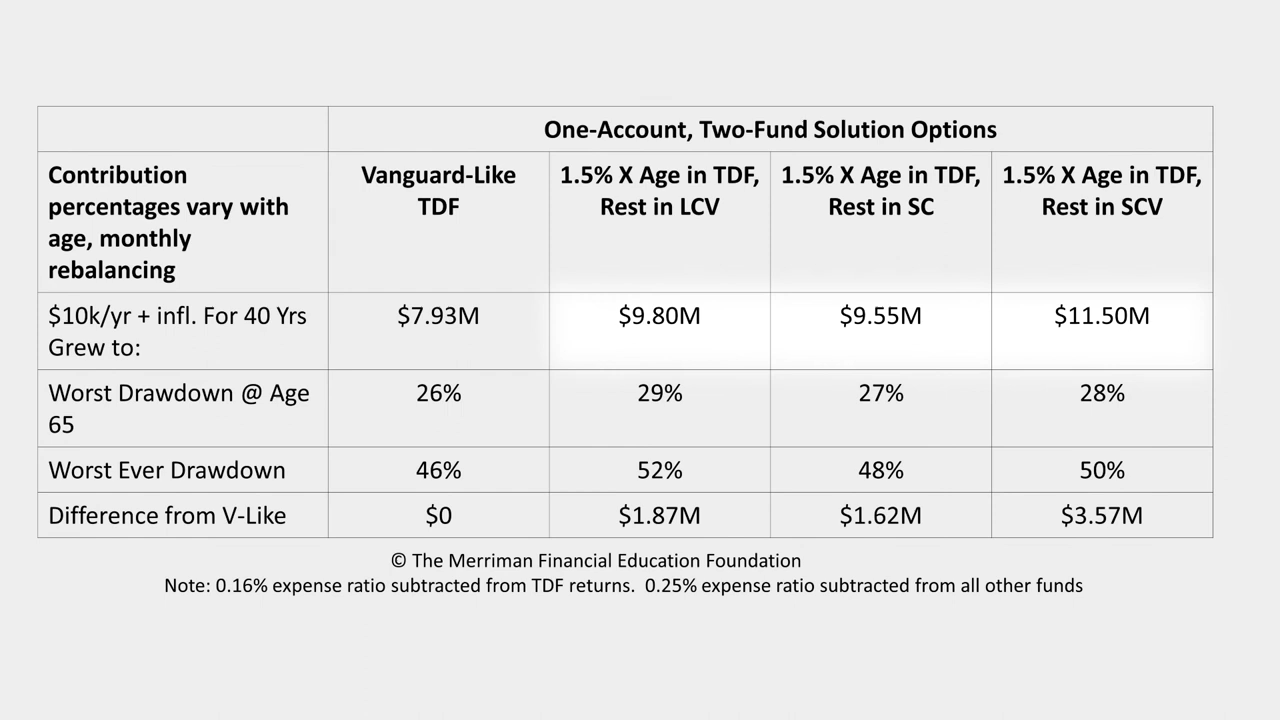 One-Account, Two-Fund Solution Options
Contribution
percentages vary with
age, monthly
rebalancing
Vanguard-Like
TDF
1.5% X Age in TDF,
Rest in LCV
1.5% X Age in TDF,
Rest in SC
1.5% X Age in TDF,
Rest in SCV
$10k/yr + infl. For 40 Yrs
Grew to:
$7.93M
$9.80M
$9.55M
$11.50M
Worst Drawdown @ Age
65
26%
29%
27%
28%
Worst Ever Drawdown
46%
52%
48%
50%
Difference from V-Like
$0
$1.87M
$1.62M
$3.57M
© The Merriman Financial Education Foundation
Note: 0.16% expense ratio subtracted from TDF returns.  0.25% expense ratio subtracted from all other funds